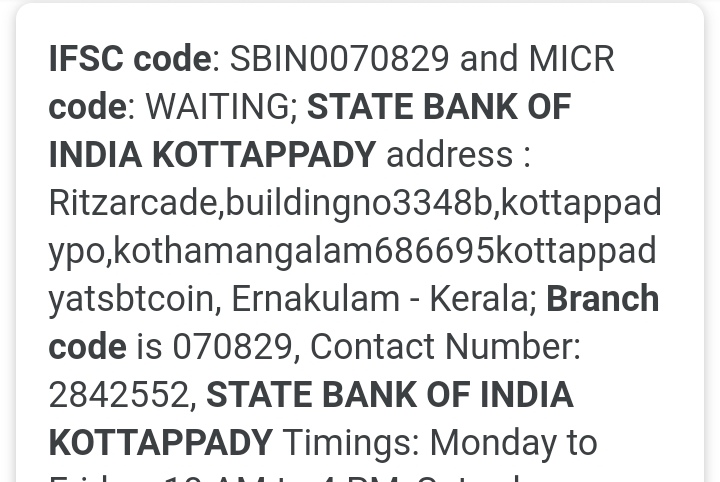 IFSC code: SBIN0070829 and MICR
code: WAITING; STATE BANK OF
INDIA KOTTAPPADY address :
Ritzarcade,buildingno3348b,kottappad
ypo,kothamangalam686695kottappad
yatsbtcoin, Ernakulam - Kerala; Branch
code is 070829, Contact Number:
2842552, STATE BANK OF INDIA
KOTTAPPADY Timings: Monday to